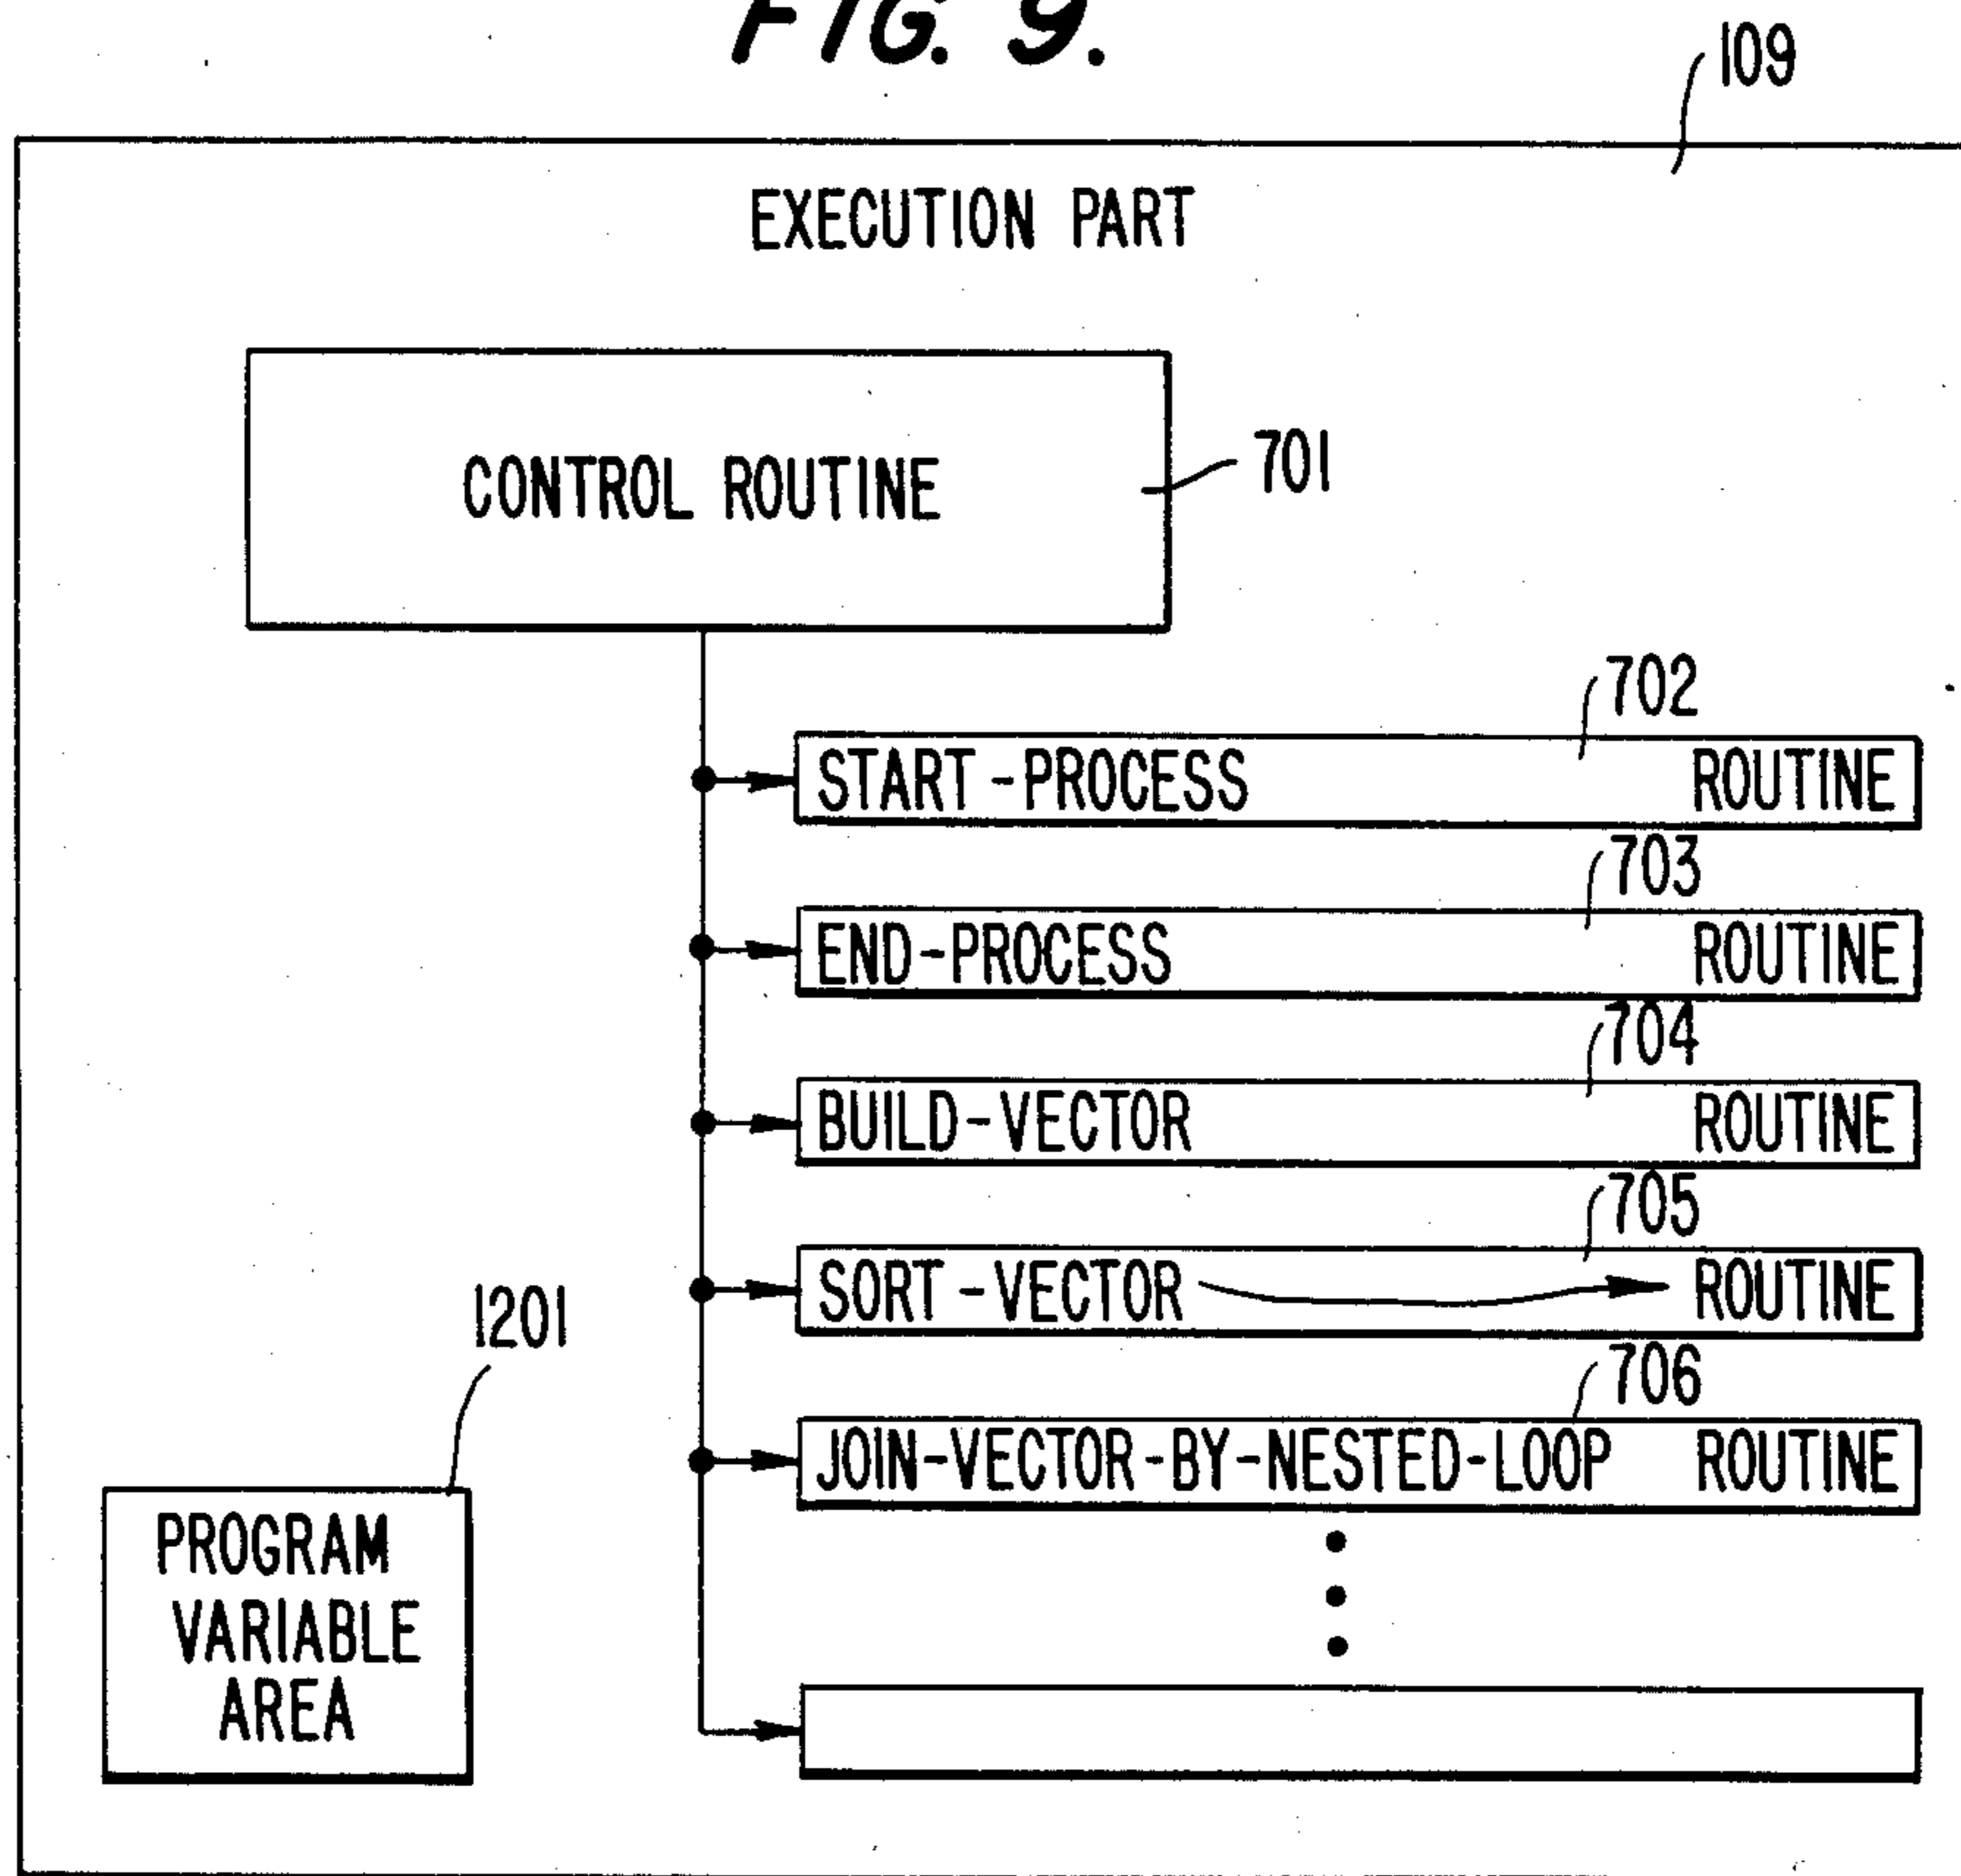 FIG. 9.
109
EXECUTION PART
CONTROL ROUTINE
701
702
START-PROCESS ROUTINE
703
END-PROCESS ROUTINE
704
BUILD-VECTOR ROUTINE
705
SORT-VECTOR ROUTINE
706
JOIN-VECTOR-BY-NESTED-LOOP ROUTINE
1201
PROGRAM
VARIABLE
AREA